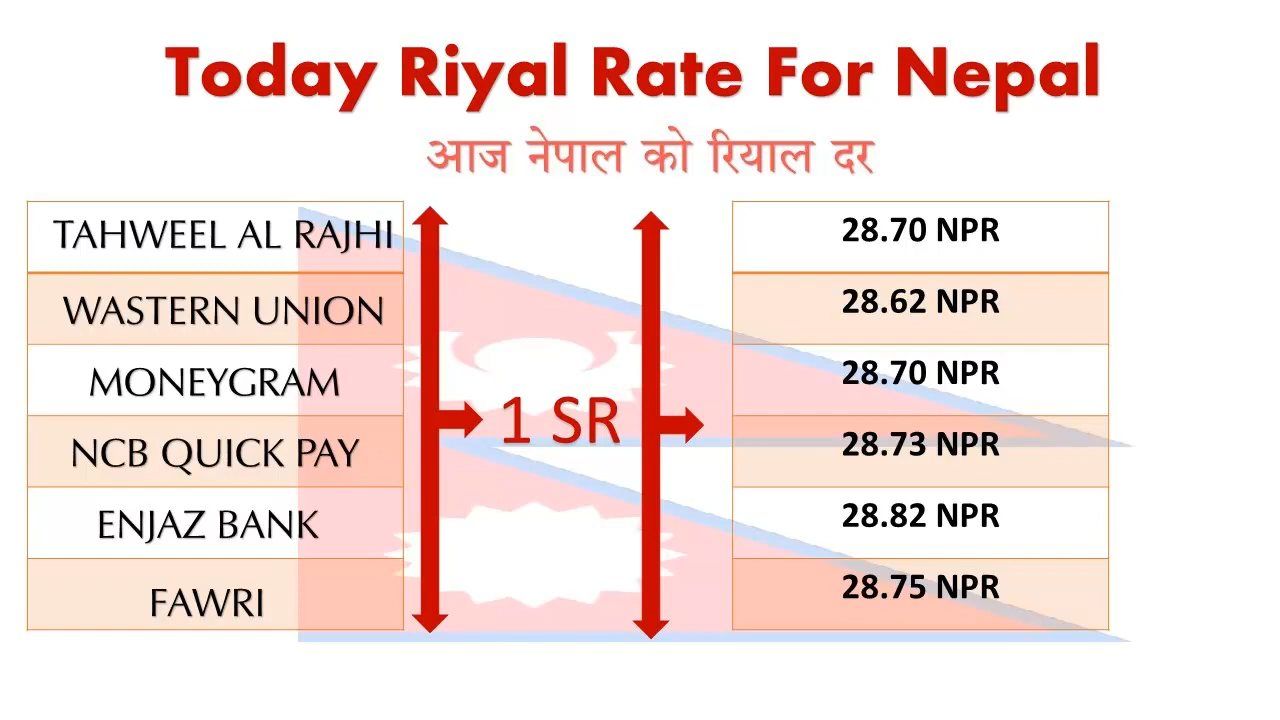 Today Riyal Rate For Nepal
आज नेपाल को रियाल दर
TAHWEEL AL RAJHI 28.70 NPR
WASTERN UNION 28.62 NPR
MONEYGRAM 28.70 NPR
1 SR
NCB QUICK PAY 28.73 NPR
ENJAZ BANK 28.82 NPR
FAWRI 28.75 NPR